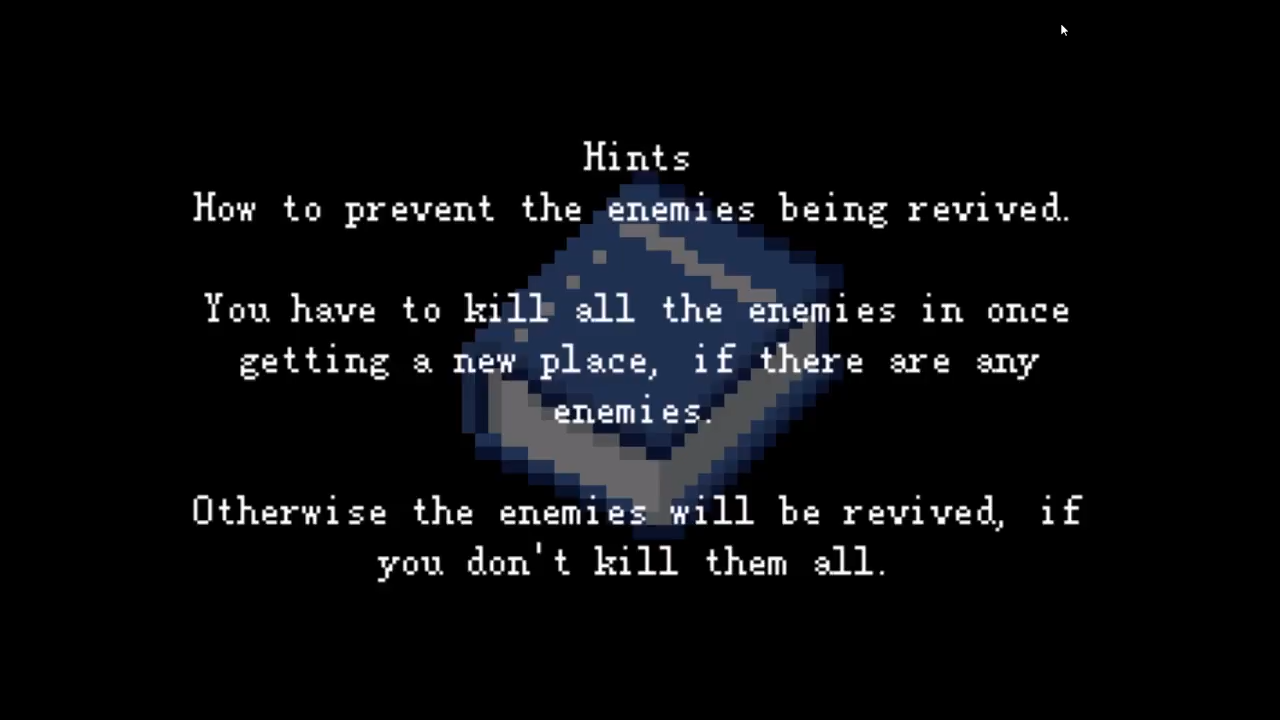 Hints
How to prevent the enemies being revived.
You have to kill all the enemies in once
getting a new place, if there are any
enemies.
Otherwise the enemies will be revived, if
you don't kill them all.